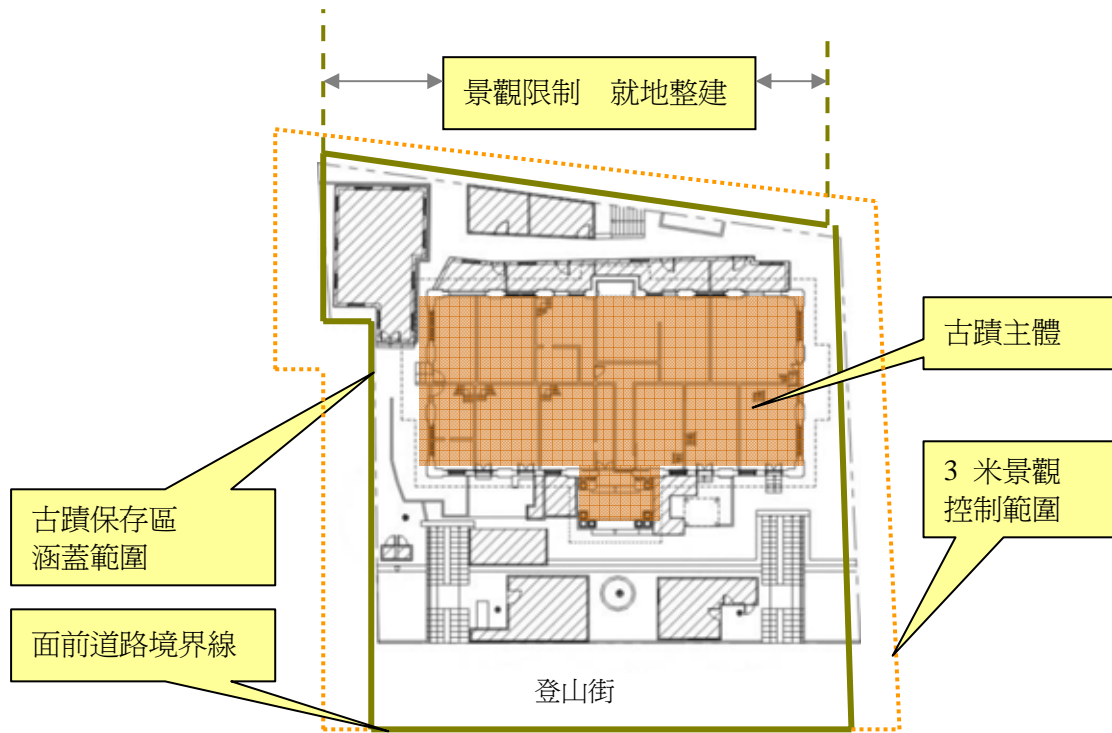 景觀限制 就地整建
古蹟主體
3 米景觀
控制範圍
古蹟保存區
涵蓋範圍
面前道路境界線
登山街